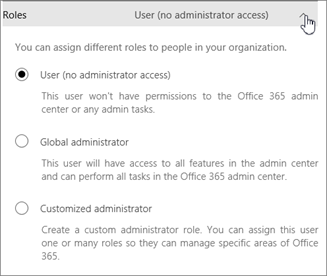 Roles User (no administrator access)
You can assign different roles to people in your organization.
User (no administrator access)
This user won't have permissions to the Office 365 admin
center or any admin tasks.
Global administrator
This user will have access to all features in the admin center
and can perform all tasks in the Office 365 admin center.
Customized administrator
Create a custom administrator role. You can assign this user
one or many roles so they can manage specific areas of Office
365.